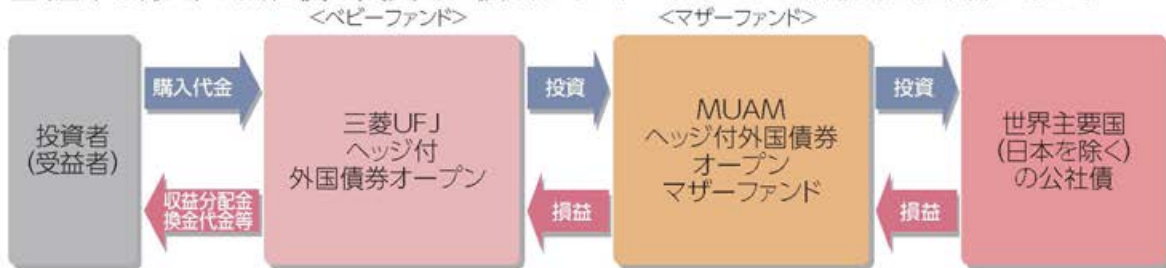 <ベビーファンド>
<マザーファンド>
投資者
(受益者)
購入代金
収益分配金
換金代金等
三菱UFJ
ヘッジ付
外国債券オープン
投資
損益
MUAM
ヘッジ付外国債券
オープン
マザーファンド
投資
損益
世界主要国
(日本を除く)
の公社債